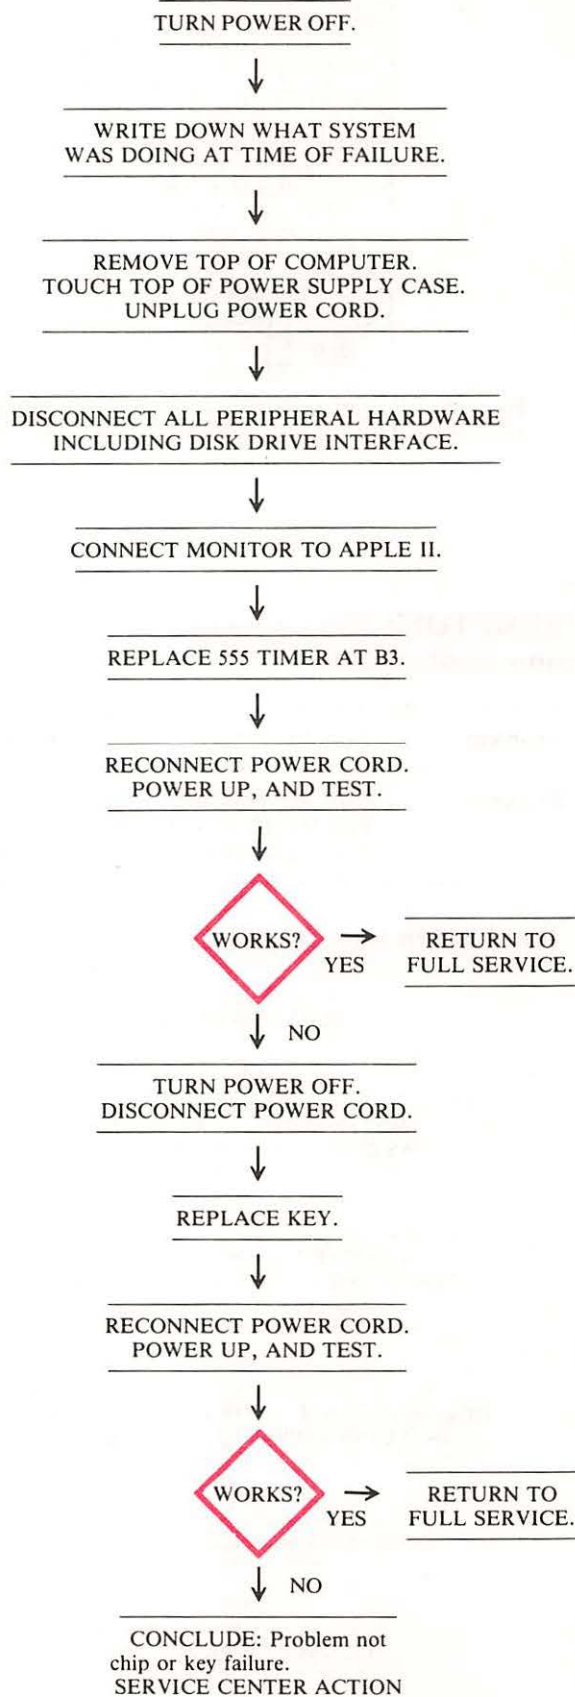 TURN POWER OFF.
WRITE DOWN WHAT SYSTEM
WAS DOING AT TIME OF FAILURE.
REMOVE TOP OF COMPUTER.
TOUCH TOP OF POWER SUPPLY CASE.
UNPLUG POWER CORD.
DISCONNECT ALL PERIPHERAL HARDWARE
INCLUDING DISK DRIVE INTERFACE.
CONNECT MONITOR TO APPLE II.
REPLACE 555 TIMER AT B3.
RECONNECT POWER CORD.
POWER UP, AND TEST.
WORKS?
YES
RETURN TO
FULL SERVICE.
NO
TURN POWER OFF.
DISCONNECT POWER CORD.
REPLACE KEY.
RECONNECT POWER CORD.
POWER UP, AND TEST.
WORKS?
YES
RETURN TO
FULL SERVICE.
NO
CONCLUDE: Problem not
chip or key failure.
SERVICE CENTER ACTION